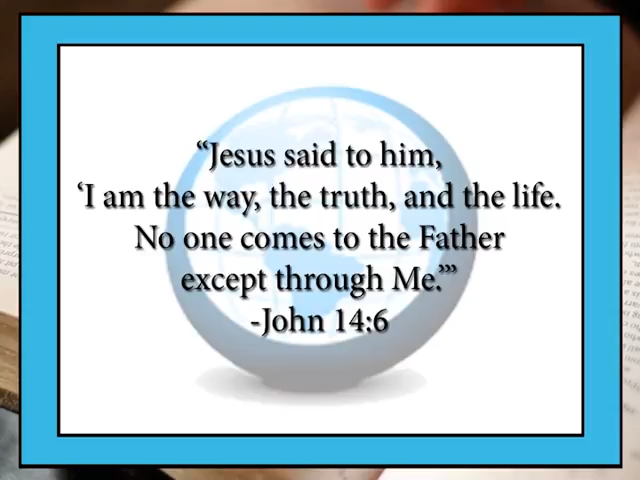 “Jesus said to him,
‘I am the way, the truth, and the life.
No one comes to the Father
except through Me.’”
-John 14:6